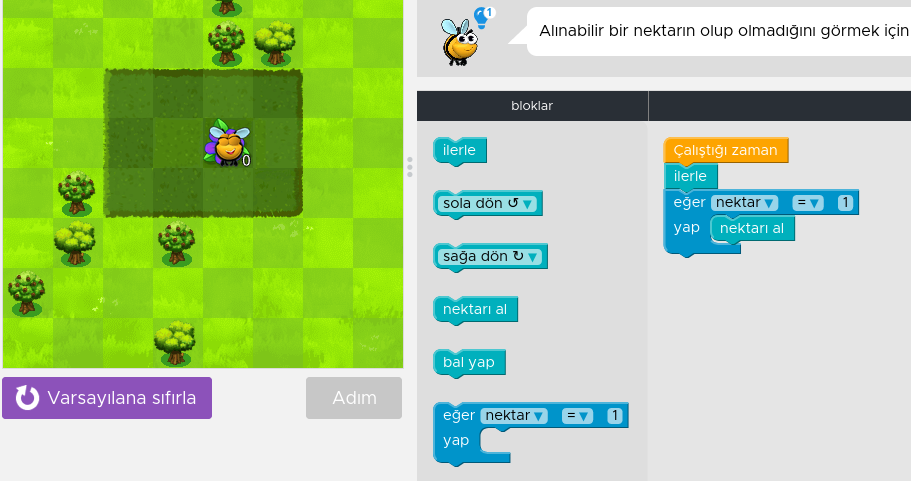 1
Alınabilir bir nektarın olup olmadığını görmek için
bloklar
0
ilerle
sola dön ↺ ▼
sağa dön ↻ ▼
nektarı al
bal yap
eğer nektar ▼ = ▼ 1
yap
Çalıştığı zaman
ilerle
eğer nektar ▼ = ▼ 1
yap nektarı al
Varsayılana sıfırla
Adım